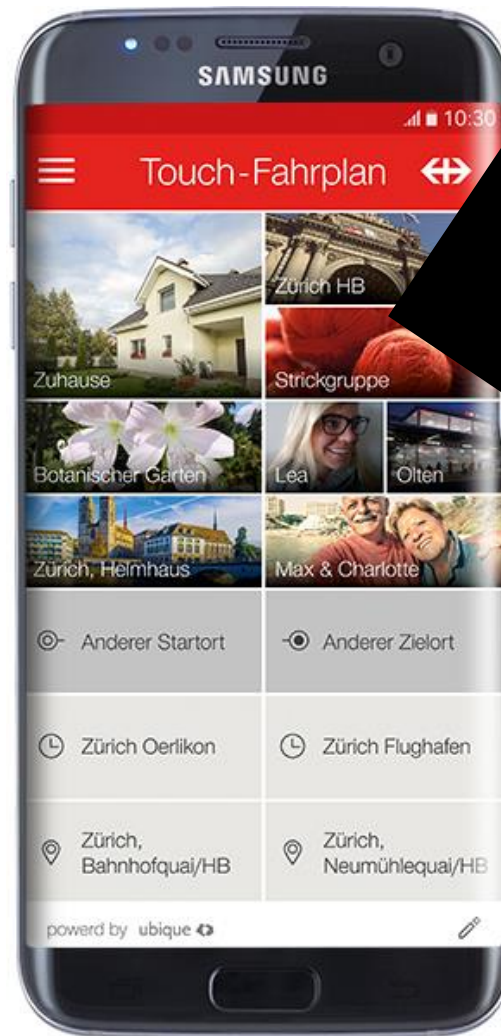 SAMSUNG
10:30
Touch-Fahrplan
Zuhause
Zürich HB
Strickgruppe
Botanischer Garten
Lea
Olten
Zürich, Helmhaus
Max & Charlotte
Anderer Startort
Anderer Zielort
Zürich Oerlikon
Zürich Flughafen
Zürich,
Bahnhofquai/HB
Zürich,
Neumühlequai/HB
powerd by ubique